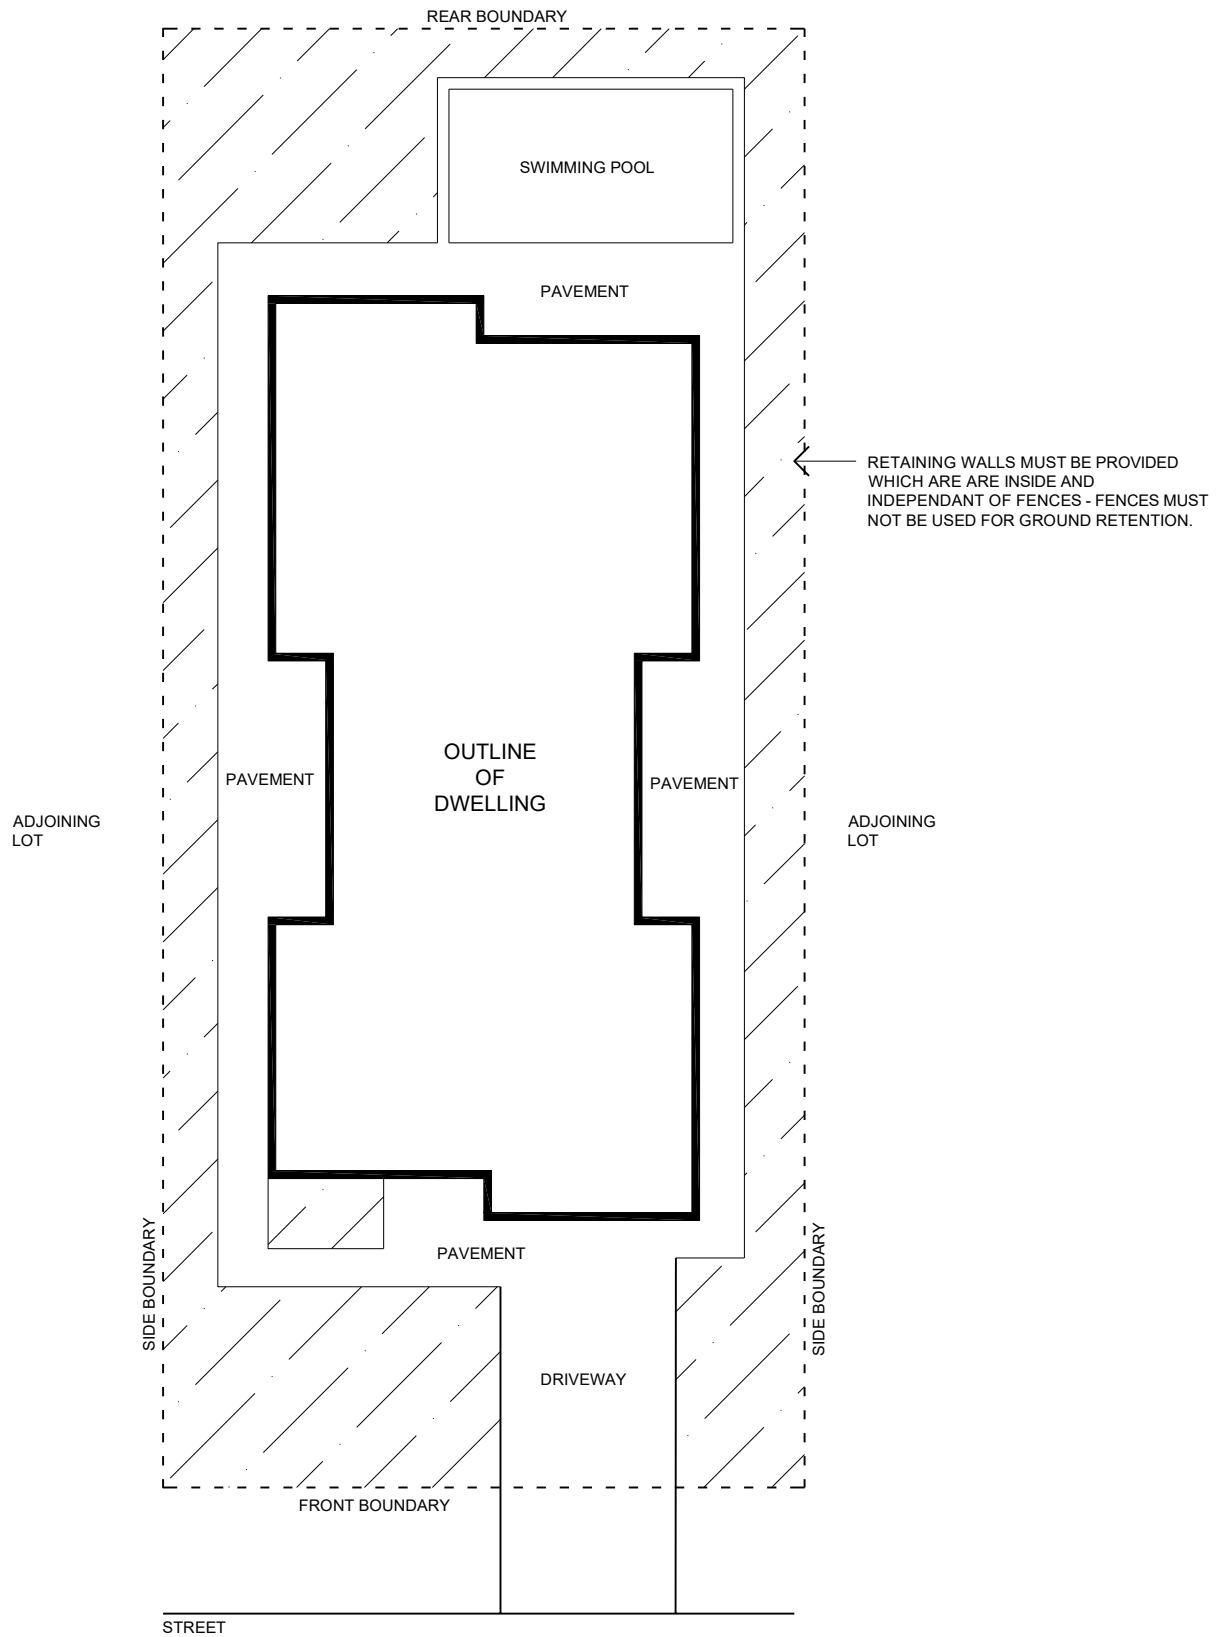 REAR BOUNDARY
SWIMMING POOL
PAVEMENT
RETAINING WALLS MUST BE PROVIDED
WHICH ARE ARE INSIDE AND
INDEPENDANT OF FENCES - FENCES MUST
NOT BE USED FOR GROUND RETENTION.
OUTLINE
OF
DWELLING
PAVEMENT
PAVEMENT
ADJOINING
LOT
ADJOINING
LOT
SIDE BOUNDARY
SIDE BOUNDARY
PAVEMENT
DRIVEWAY
FRONT BOUNDARY
STREET